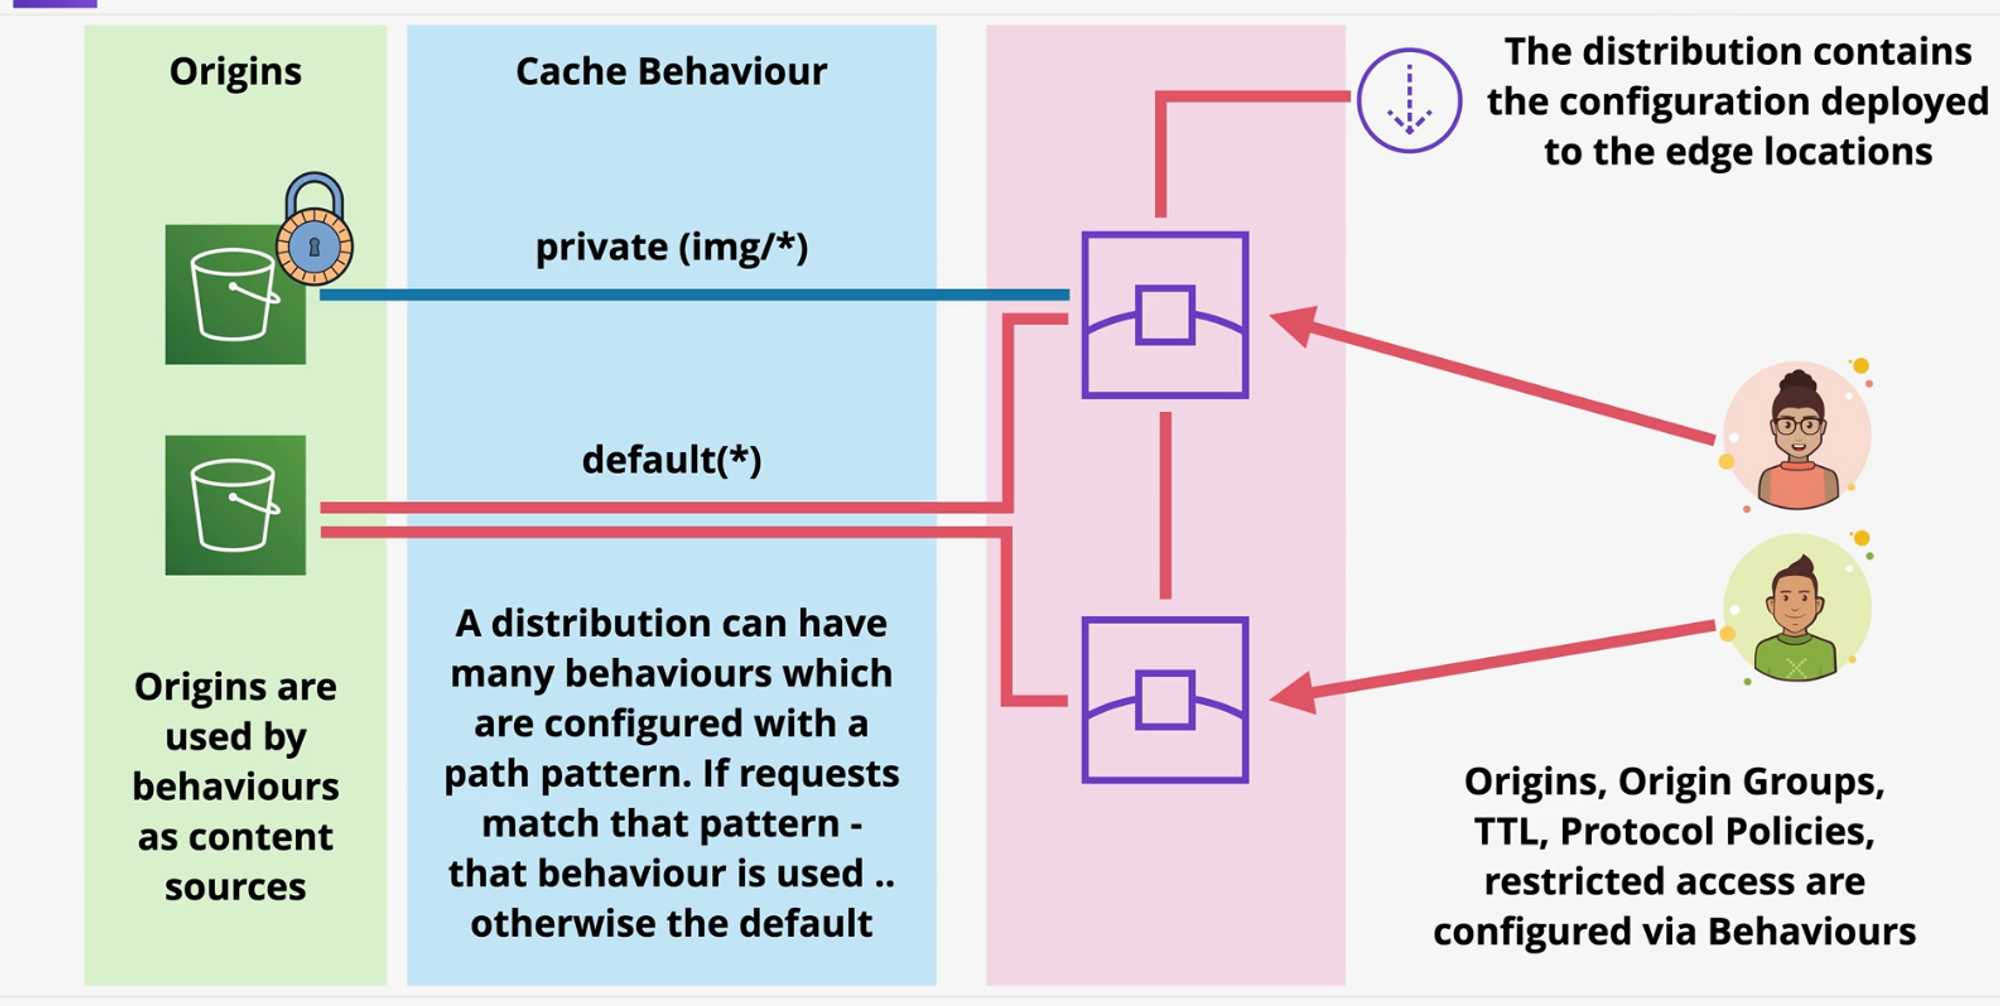 Origins
Cache Behaviour
The distribution contains
the configuration deployed
to the edge locations
private (img/*)
default(*)
Origins are
used by
behaviours
as content
sources
A distribution can have
many behaviours which
are configured with a
path pattern. If requests
match that pattern -
that behaviour is used ..
otherwise the default
Origins, Origin Groups,
TTL, Protocol Policies,
restricted access are
configured via Behaviours